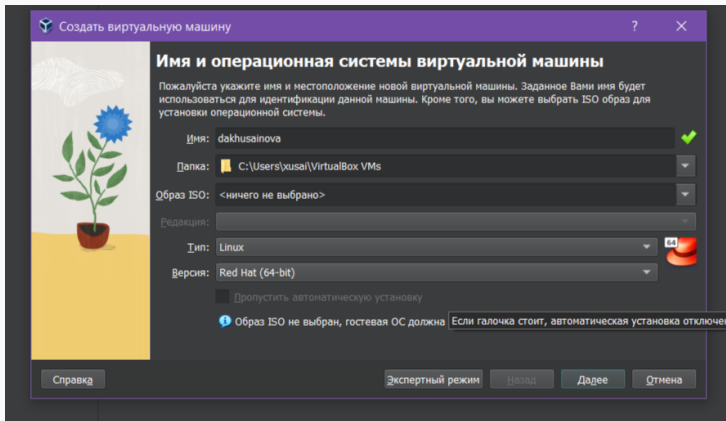 Создать виртуальную машину
? ×
Имя и операционная системы виртуальной машины
Пожалуйста укажите имя и местоположение новой виртуальной машины. Заданное Вами имя будет
использоваться для идентификации данной машины. Кроме того, вы можете выбрать ISO образ для
установки операционной системы.
Имя: dakhusainova
Папка: C:\Users\xusai\VirtualBox VMs
Образ ISO: <ничего не выбрано>
Редакция:
Тип: Linux
64
Версия: Red Hat (64-bit)
Пропустить автоматическую установку
Образ ISO не выбран, гостевая ОС должна Если галочка стоит, автоматическая установка отключен
Справка Экспертный режим Назад Далее Отмена